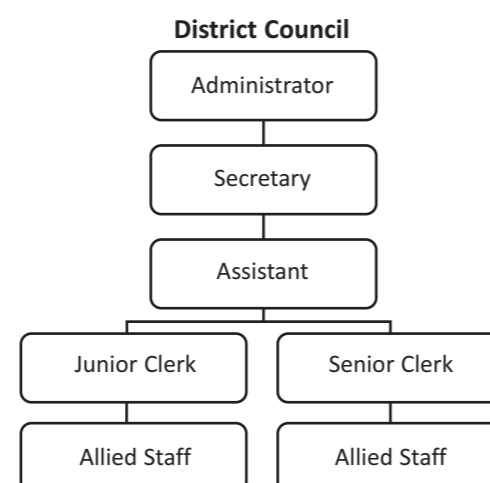 District Council
Administrator
Secretary
Assistant
Junior Clerk
Senior Clerk
Allied Staff
Allied Staff